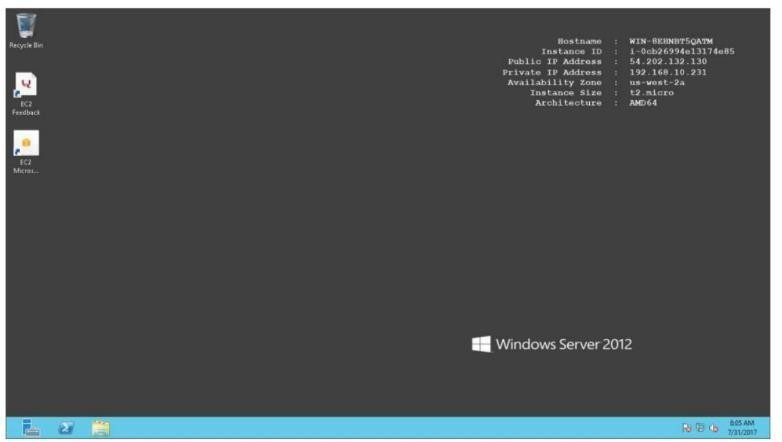 Recycle Bin
EC2
Feedback
EC2
Micros...
Hostname : WIN-8EHNBT5QATM
Instance ID : i-0cb26994e13174e85
Public IP Address : 54.202.132.130
Private IP Address : 192.168.10.231
Availability Zone : us-west-2a
Instance Size : t2.micro
Architecture : AMD64
Windows Server 2012
6:05 AM
7/31/2017